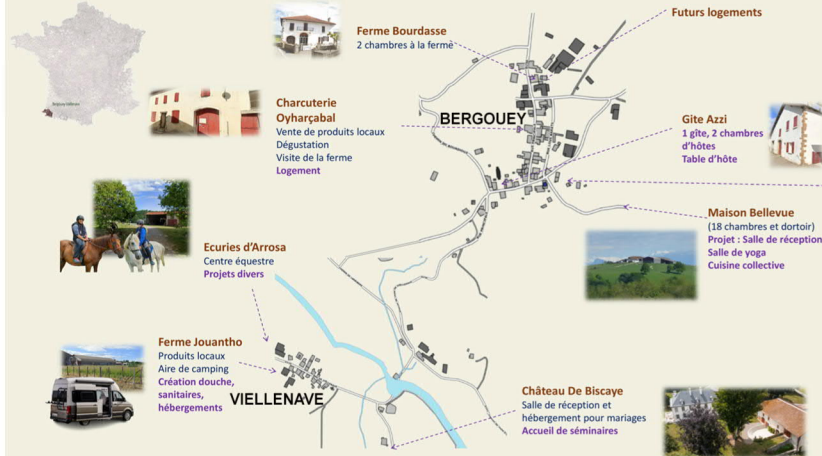 Futurs logements
Ferme Bourdasse
2 chambres à la ferme
Charcuterie
Oyharçabal
Vente de produits locaux
Dégustation
Visite de la ferme
Logement
BERGOUEY
Gîte Azzi
1 gîte, 2 chambres
d'hôtes
Table d'hôte
Maison Bellevue
(18 chambres et dortoir)
Projet : Salle de réception
Salle de yoga
Cuisine collective
Ecuries d'Arrosa
Centre équestre
Projets divers
Ferme Jouantho
Produits locaux
Aire de camping
Création douche,
sanitaires,
hébergements
VIELLENAVE
Château De Biscaye
Salle de réception et
hébergement pour mariages
Accueil de séminaires